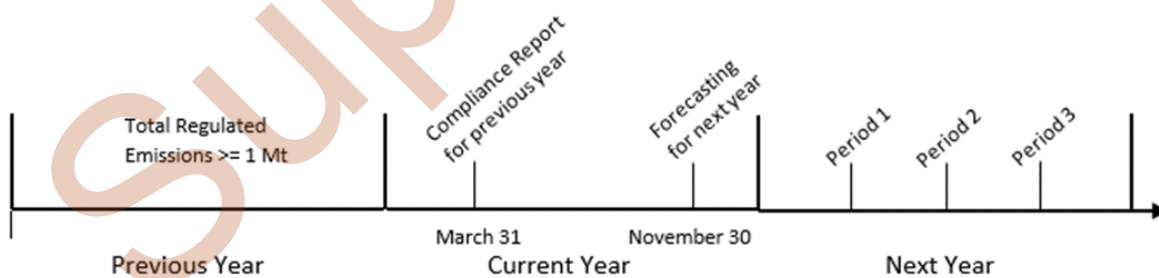 Total Regulated
Emissions >= 1 Mt
Compliance Report
for previous year
Forecasting
for next year
Period 1
Period 2
Period 3
March 31
November 30
Previous Year
Current Year
Next Year
Sup